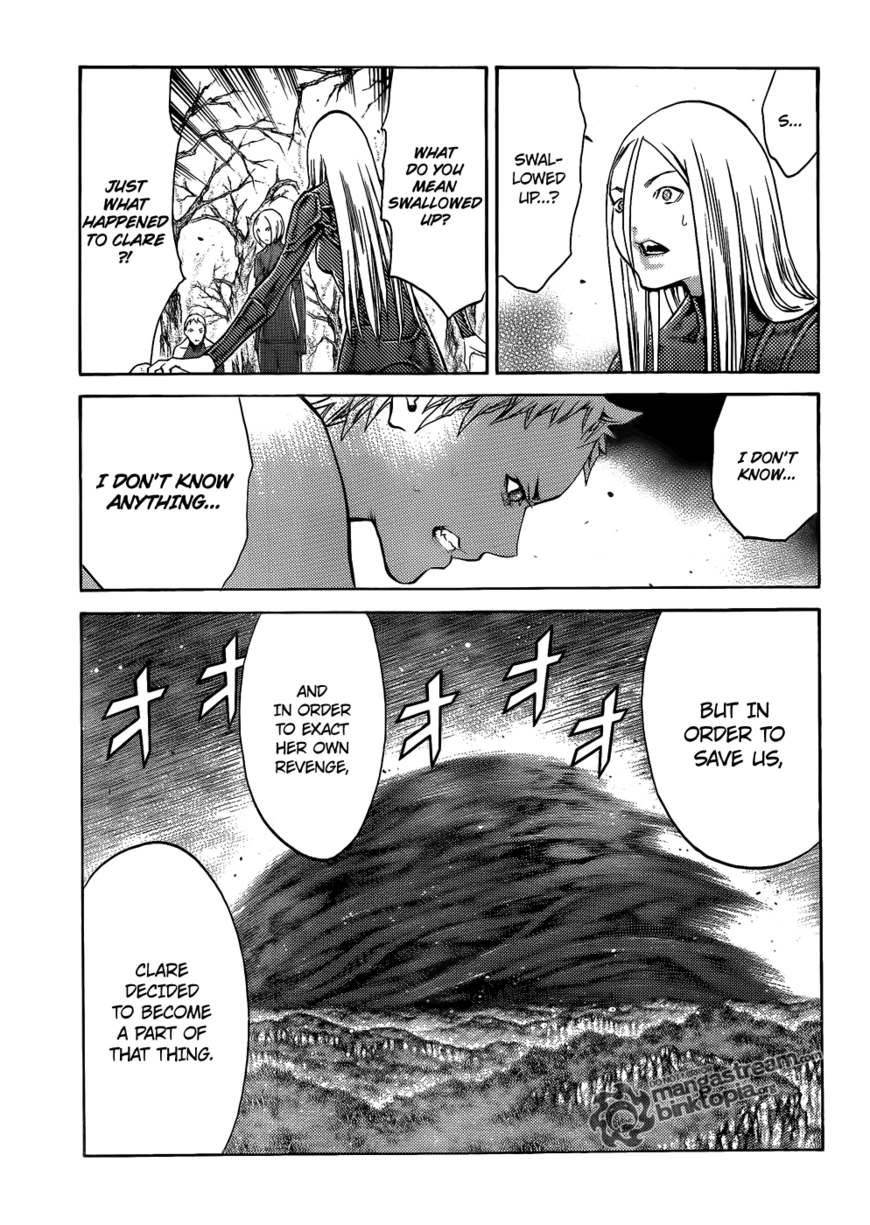 S...
SWAL-
LOWED
UP...?
WHAT
DO YOU
MEAN
SWALLOWED
UP?
JUST
WHAT
HAPPENED
TO CLARE
?!
I DON'T
KNOW...
I DON'T KNOW
ANYTHING...
BUT IN
ORDER TO
SAVE US,
AND
IN ORDER
TO EXACT
HER OWN
REVENGE,
オオオオオ
CLARE
DECIDED
TO BECOME
A PART OF
THAT THING.
mangastream.com
binktopia.com